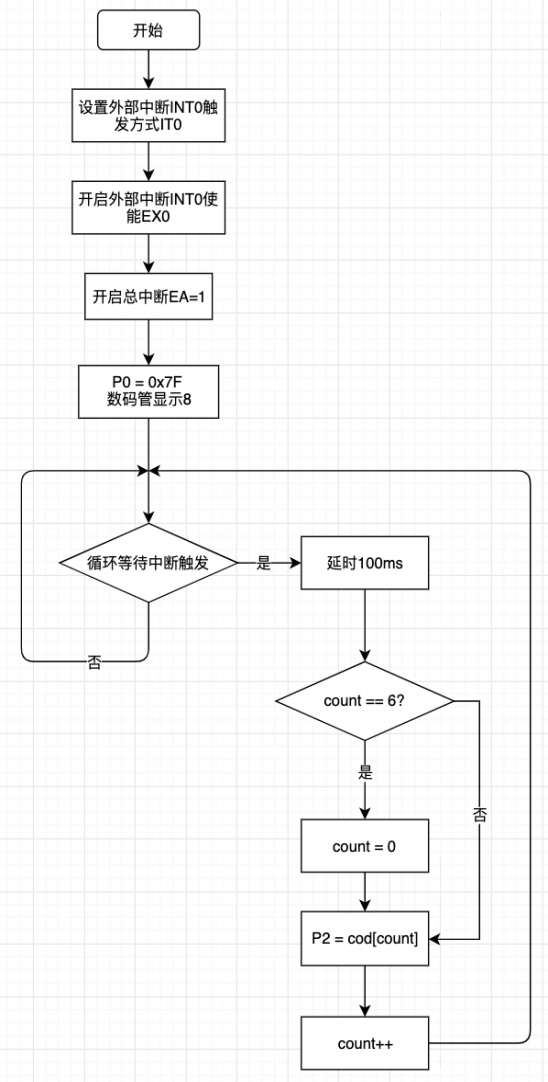 开始
设置外部中断INT0触
发方式IT0
开启外部中断INT0使
能EX0
开启总中断EA=1
P0 = 0x7F
数码管显示8
循环等待中断触发
是
延时100ms
否
count == 6?
是
否
count = 0
P2 = cod[count]
count++